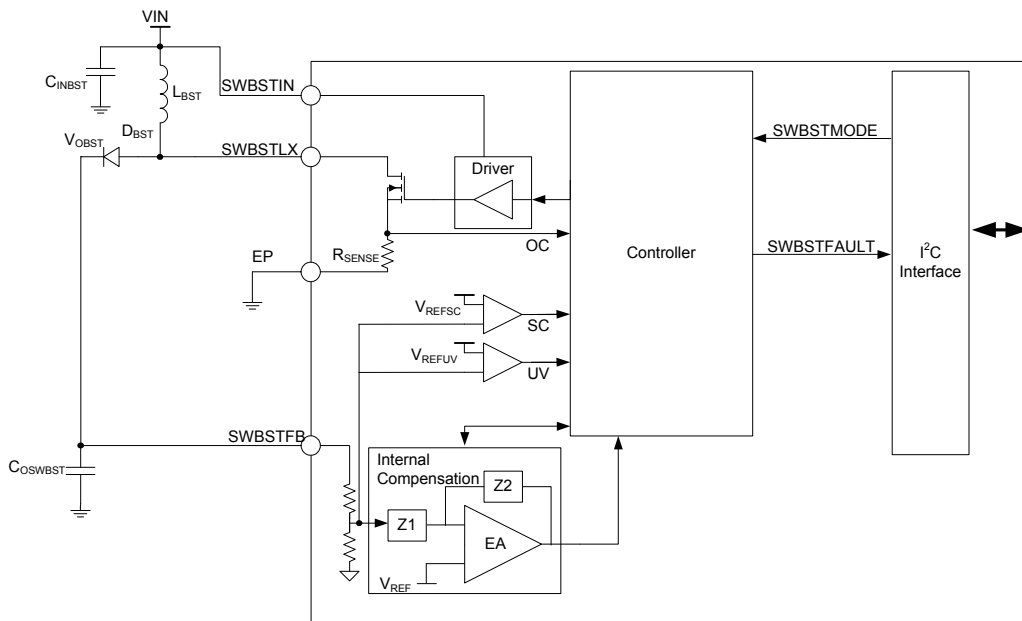 VIN
CINBST
SWBSTIN
LBST
SWBSTMODE
DBST
VOBST
SWBSTLX
Driver
OC
Controller
SWBSTFAULT
I2C
Interface
EP
RSENSE
VREFSC
SC
VREFUV
UV
SWBSTFB
COSWBST
Internal
Compensation
Z2
Z1
EA
VREF